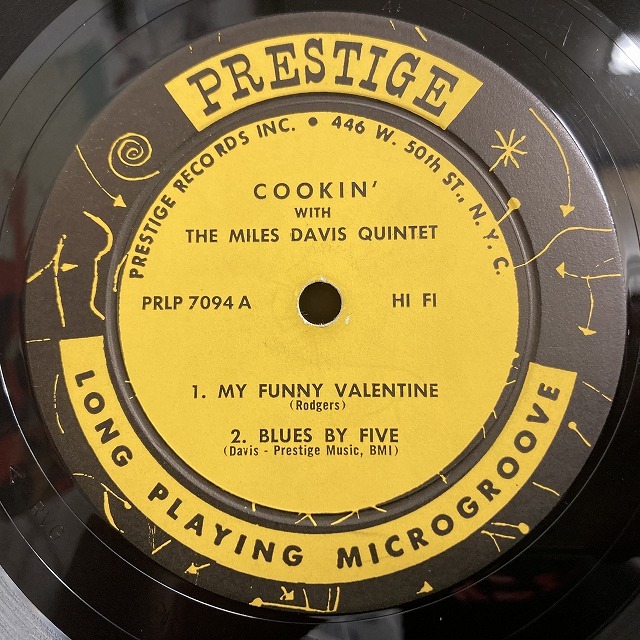 PRESTIGE
PRESTIGE RECORDS INC. • 446 W. 50th ST., N.Y.C.
COOKIN'
WITH
THE MILES DAVIS QUINTET
PRLP 7094 A HI FI
1. MY FUNNY VALENTINE
(Rodgers)
2. BLUES BY FIVE
(Davis - Prestige Music, BMI)
LONG PLAYING MICROGROOVE